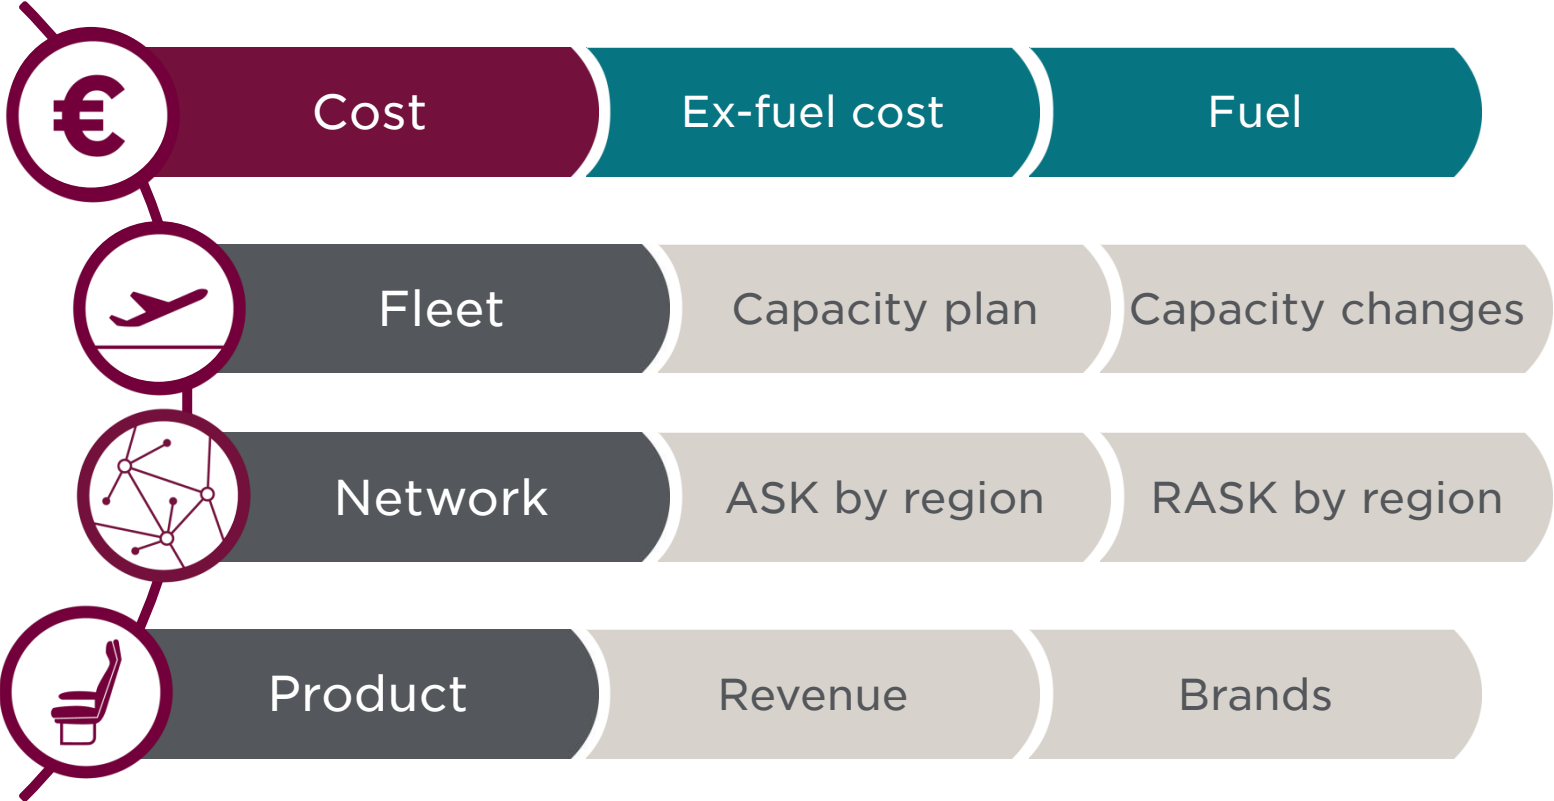 €
Cost
Ex-fuel cost
Fuel
Fleet
Capacity plan
Capacity changes
Network
ASK by region
RASK by region
Product
Revenue
Brands